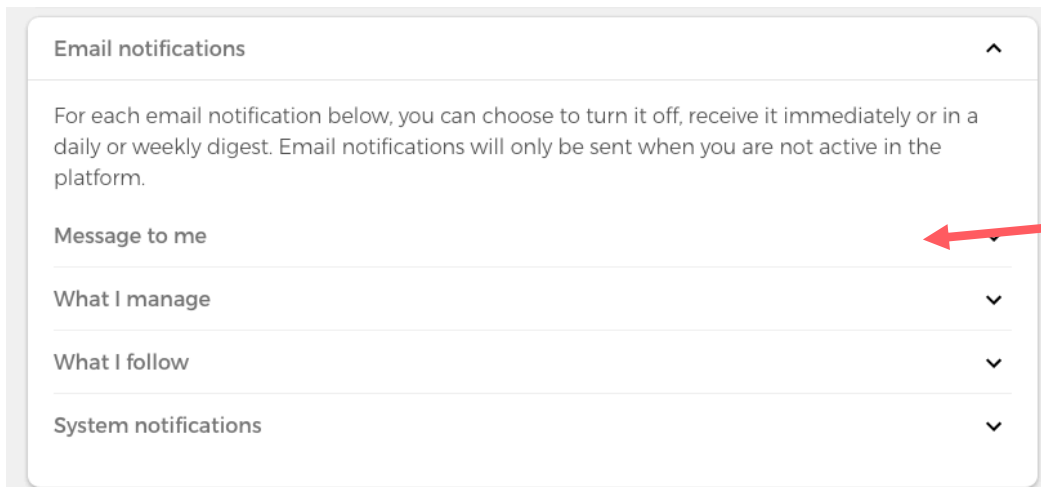 Email notifications
For each email notification below, you can choose to turn it off, receive it immediately or in a
daily or weekly digest. Email notifications will only be sent when you are not active in the
platform.
Message to me
What I manage
What I follow
System notifications